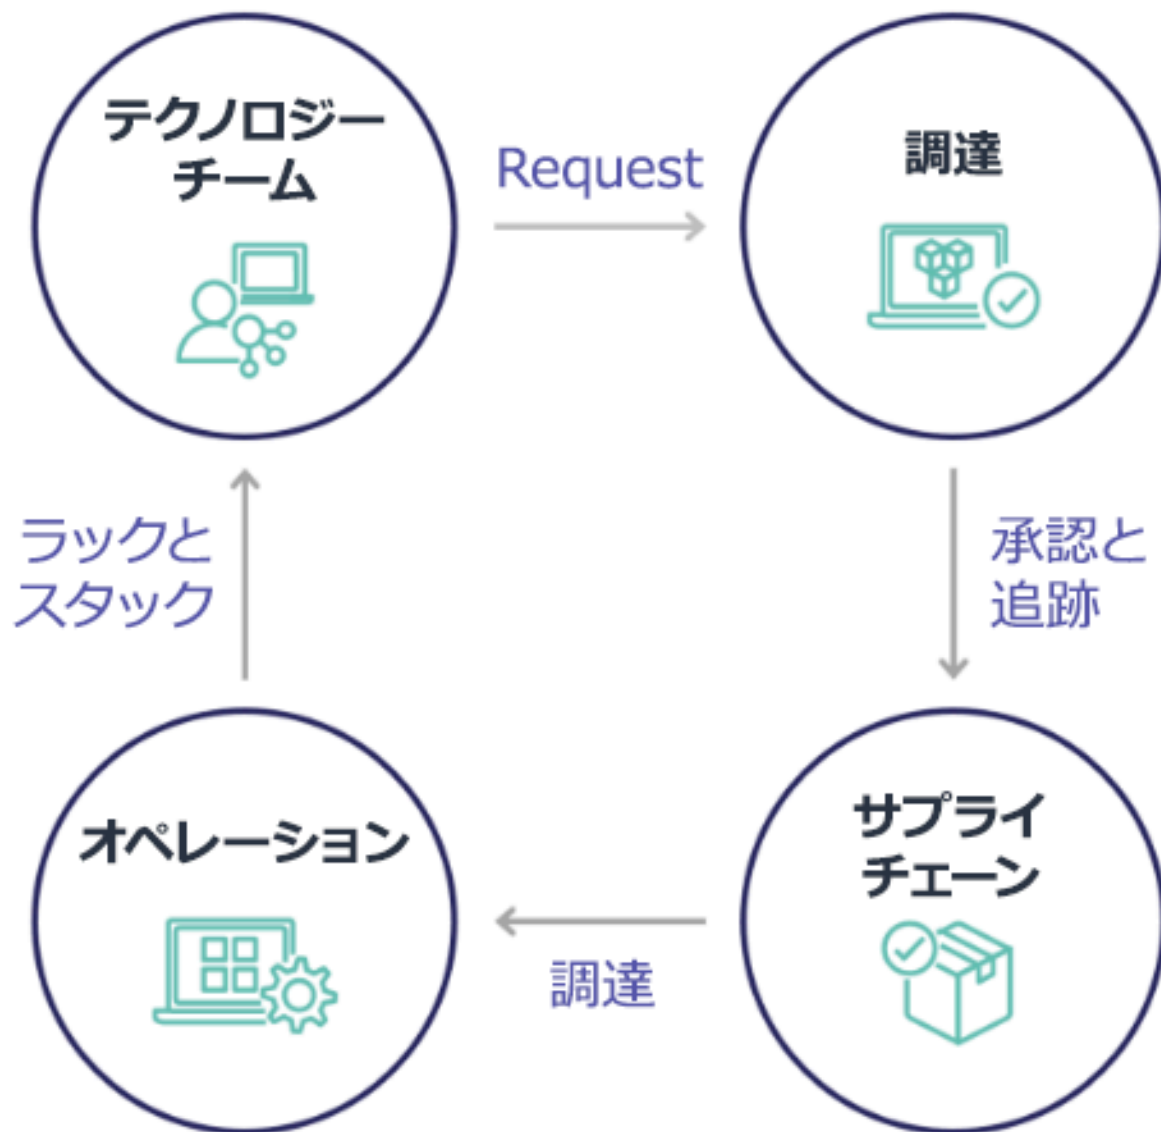 テクノロジー
チーム
Request
調達
ラックと
スタック
承認と
追跡
オペレーション
調達
サプライ
チェーン